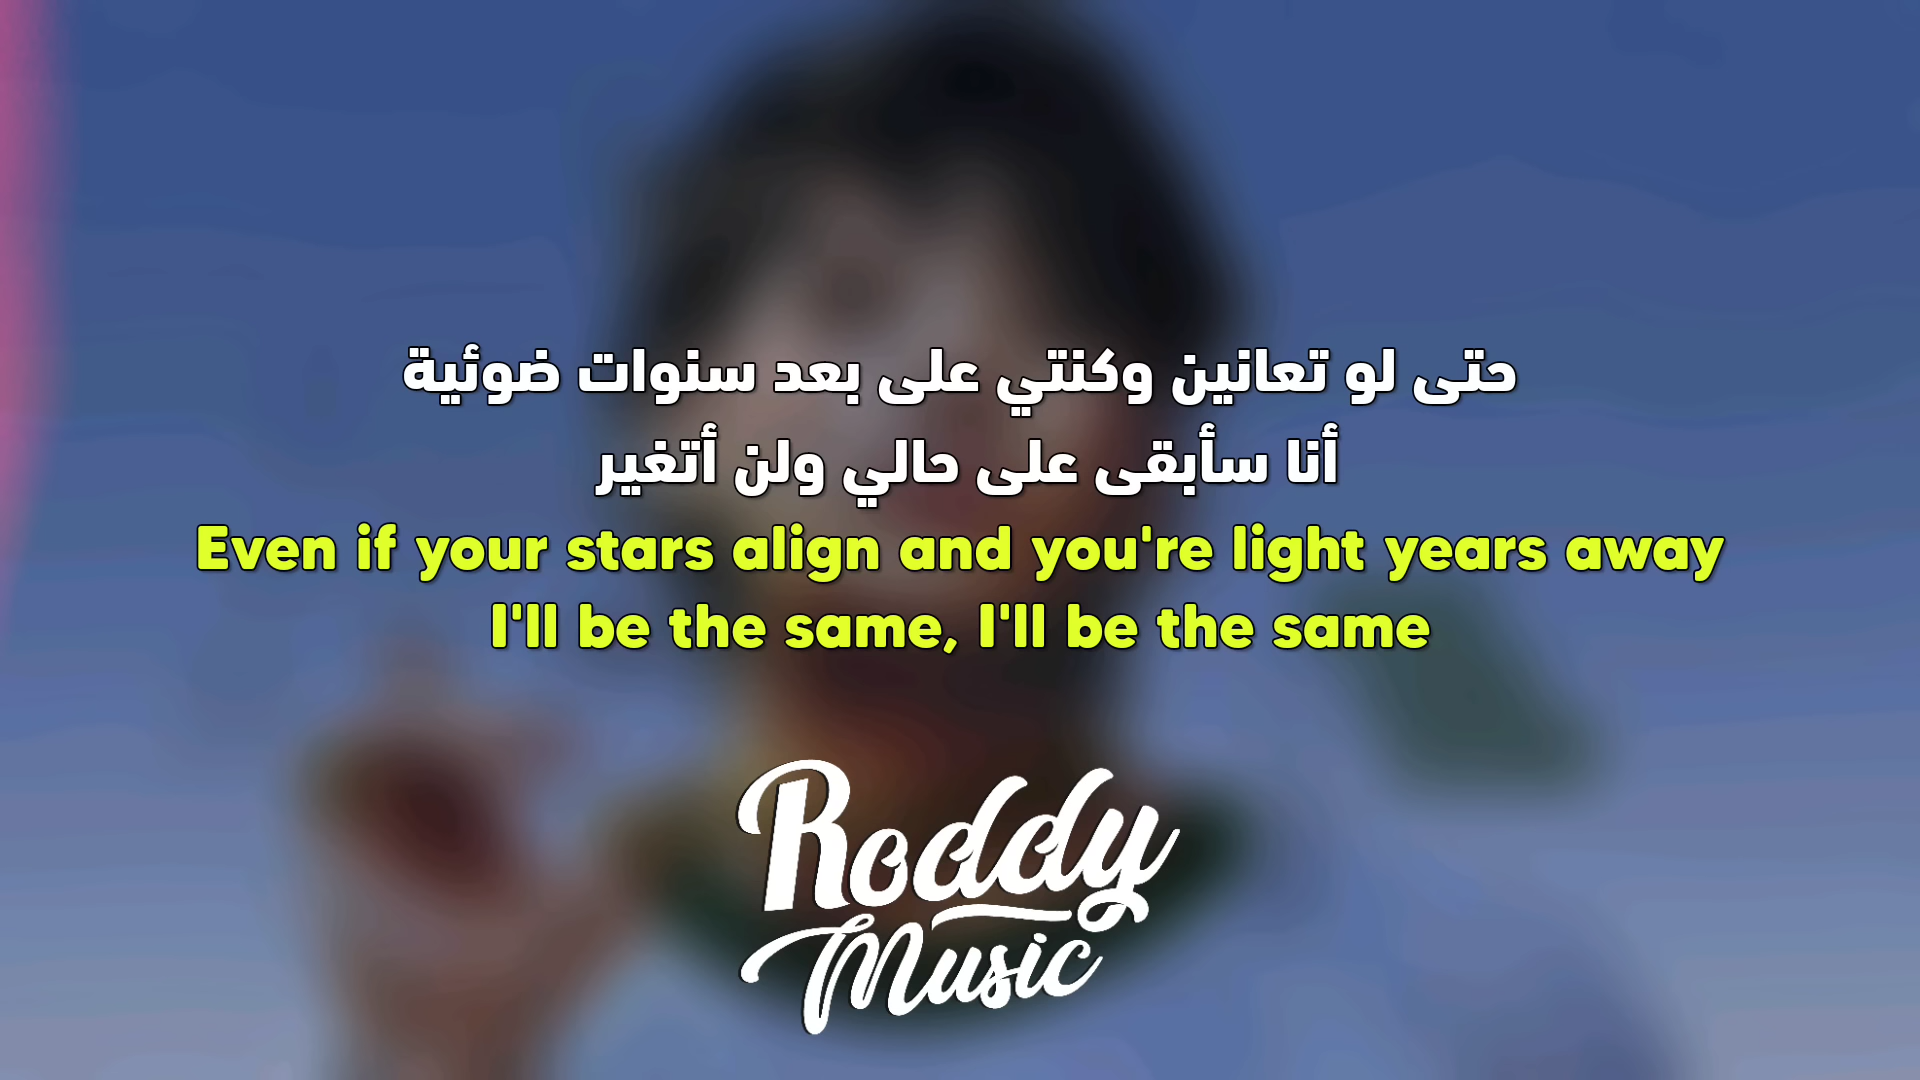 حتى لو تعانين وكنتي على بعد سنوات ضوئية
أنا سأبقى على حالي ولن أتغير
Even if your stars align and you're light years away
I'll be the same, I'll be the same
Roddy
Music